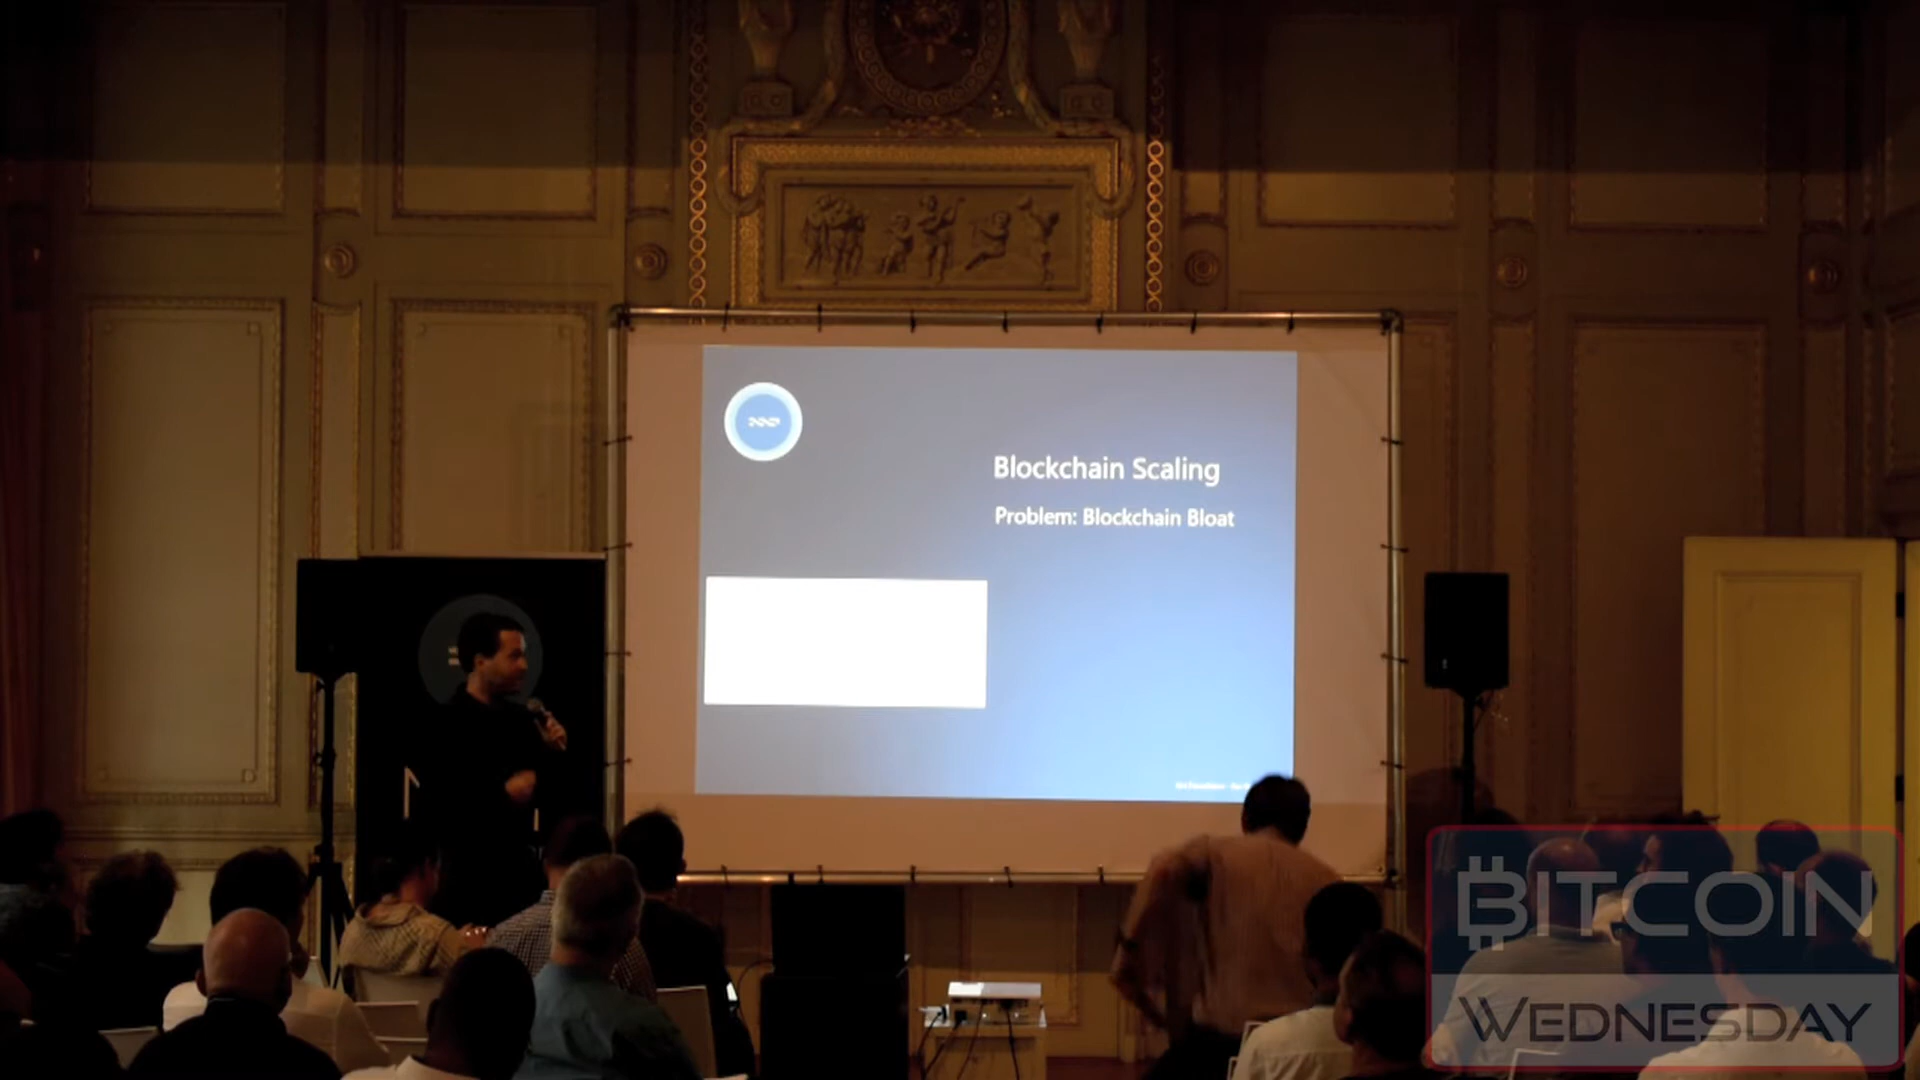 Blockchain Scaling
Problem: Blockchain Bloat
BITCOIN
WEDNESDAY